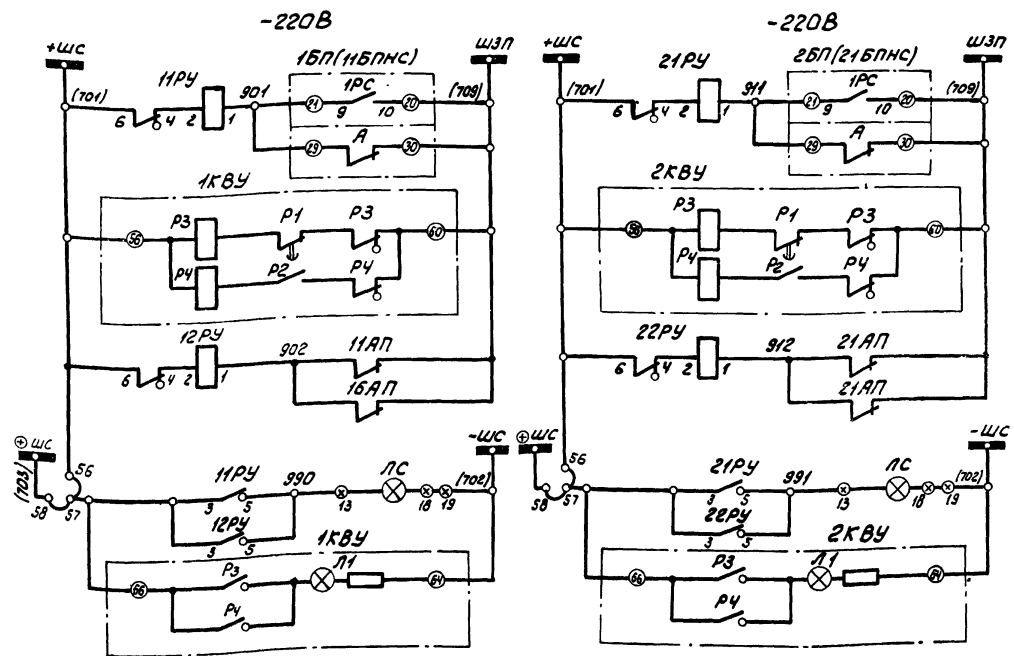 -220В
+ШС
ШЗП
11РУ
1БП(11БПНС)
(701)
901
21
1РС
20
(709)
6
4
2
1
9
10
29
А
30
1КВУ
56
Р3
Р1
Р3
60
Р4
Р2
Р4
12РУ
902
11АП
6
4
2
1
16АП
+ ШС
-ШС
(703)
56
58
57
11РУ
990
ЛС
(702)
3
5
13
18
19
12РУ
3
5
1КВУ
66
Р3
Л1
64
Р4
-220В
+ШС
ШЗП
21РУ
2БП(21БПНС)
(701)
911
21
1РС
20
(709)
6
4
2
1
9
10
29
А
30
2КВУ
56
Р3
Р1
Р3
60
Р4
Р2
Р4
22РУ
912
21АП
6
4
2
1
21АП
+ ШС
-ШС
56
58
57
21РУ
991
ЛС
(702)
3
5
13
18
19
22РУ
3
5
2КВУ
66
Р3
Л1
64
Р4